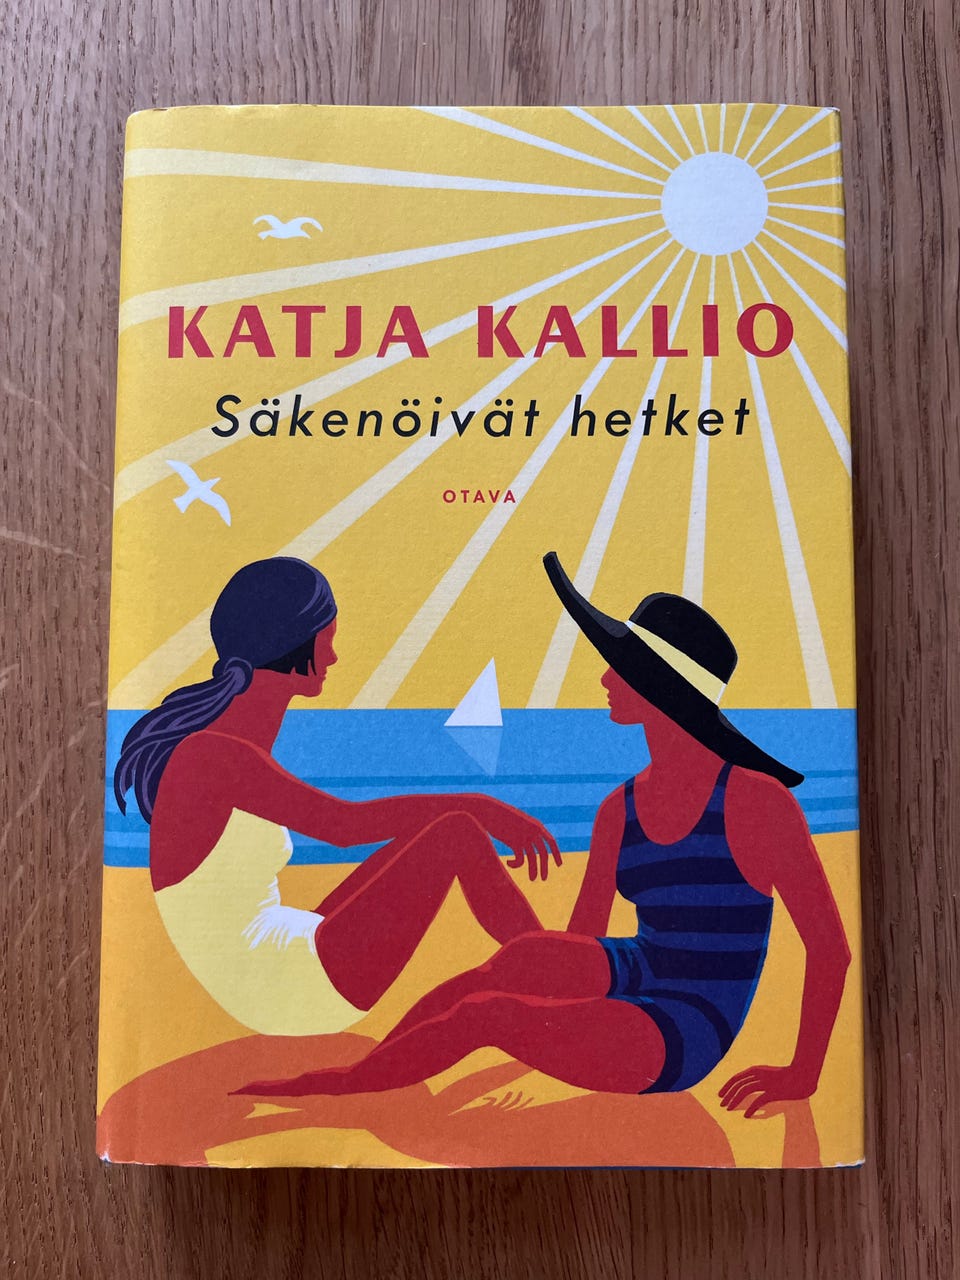 KATJA KALLIO
Säkenöivät hetket
OTAVA